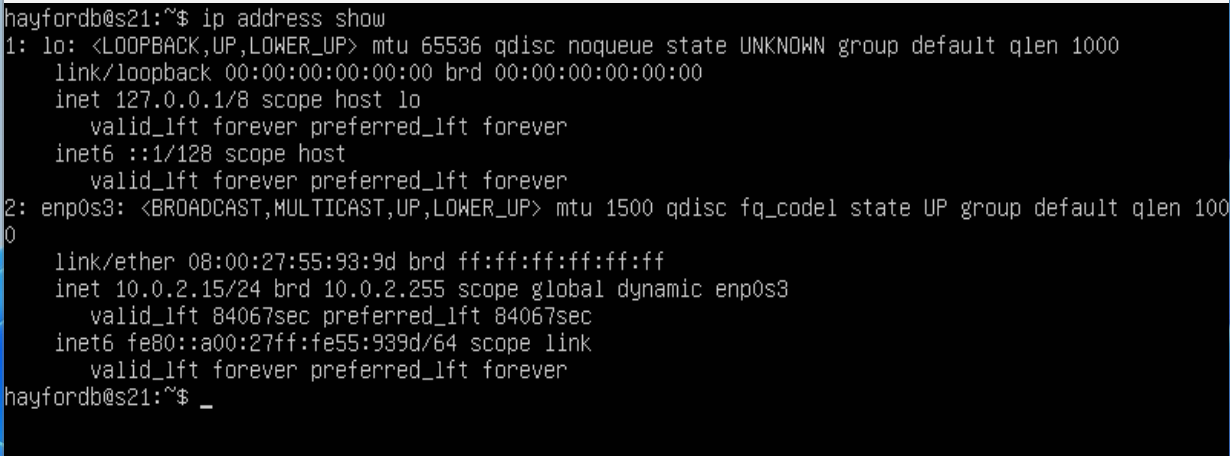 hayfordb@s21:~$ ip address show
1: lo: <LOOPBACK,UP,LOWER_UP> mtu 65536 qdisc noqueue state UNKNOWN group default qlen 1000
    link/loopback 00:00:00:00:00:00 brd 00:00:00:00:00:00
    inet 127.0.0.1/8 scope host lo
       valid_lft forever preferred_lft forever
    inet6 ::1/128 scope host
       valid_lft forever preferred_lft forever
2: enp0s3: <BROADCAST,MULTICAST,UP,LOWER_UP> mtu 1500 qdisc fq_codel state UP group default qlen 100
0
    link/ether 08:00:27:55:93:9d brd ff:ff:ff:ff:ff:ff
    inet 10.0.2.15/24 brd 10.0.2.255 scope global dynamic enp0s3
       valid_lft 84067sec preferred_lft 84067sec
    inet6 fe80::a00:27ff:fe55:939d/64 scope link
       valid_lft forever preferred_lft forever
hayfordb@s21:~$ _